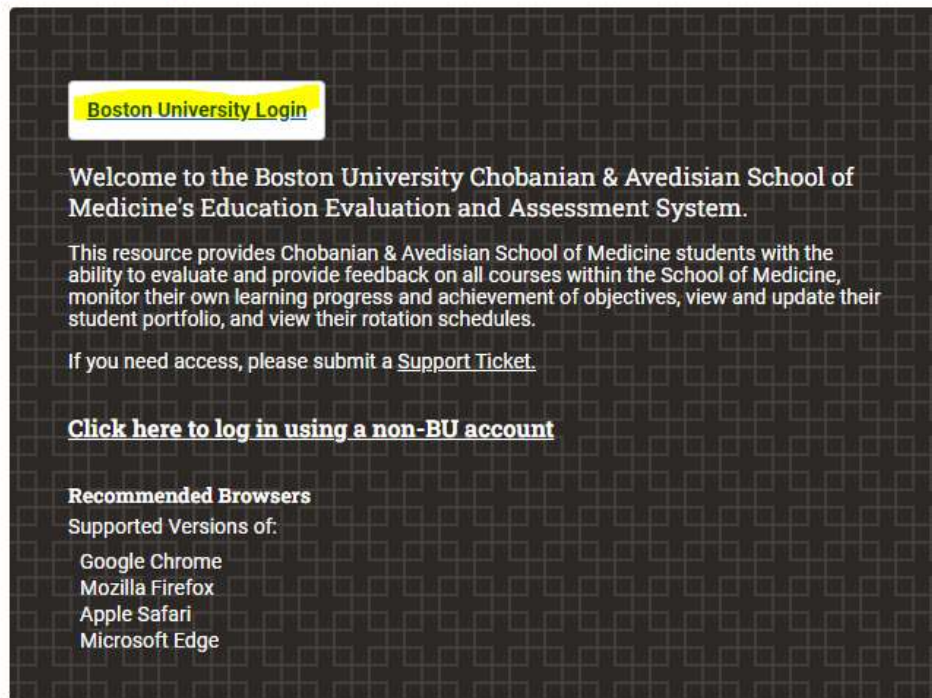 Boston University Login
Welcome to the Boston University Chobanian & Avedisian School of
Medicine's Education Evaluation and Assessment System.
This resource provides Chobanian & Avedisian School of Medicine students with the
ability to evaluate and provide feedback on all courses within the School of Medicine,
monitor their own learning progress and achievement of objectives, view and update their
student portfolio, and view their rotation schedules.
If you need access, please submit a Support Ticket.
Click here to log in using a non-BU account
Recommended Browsers
Supported Versions of:
Google Chrome
Mozilla Firefox
Apple Safari
Microsoft Edge